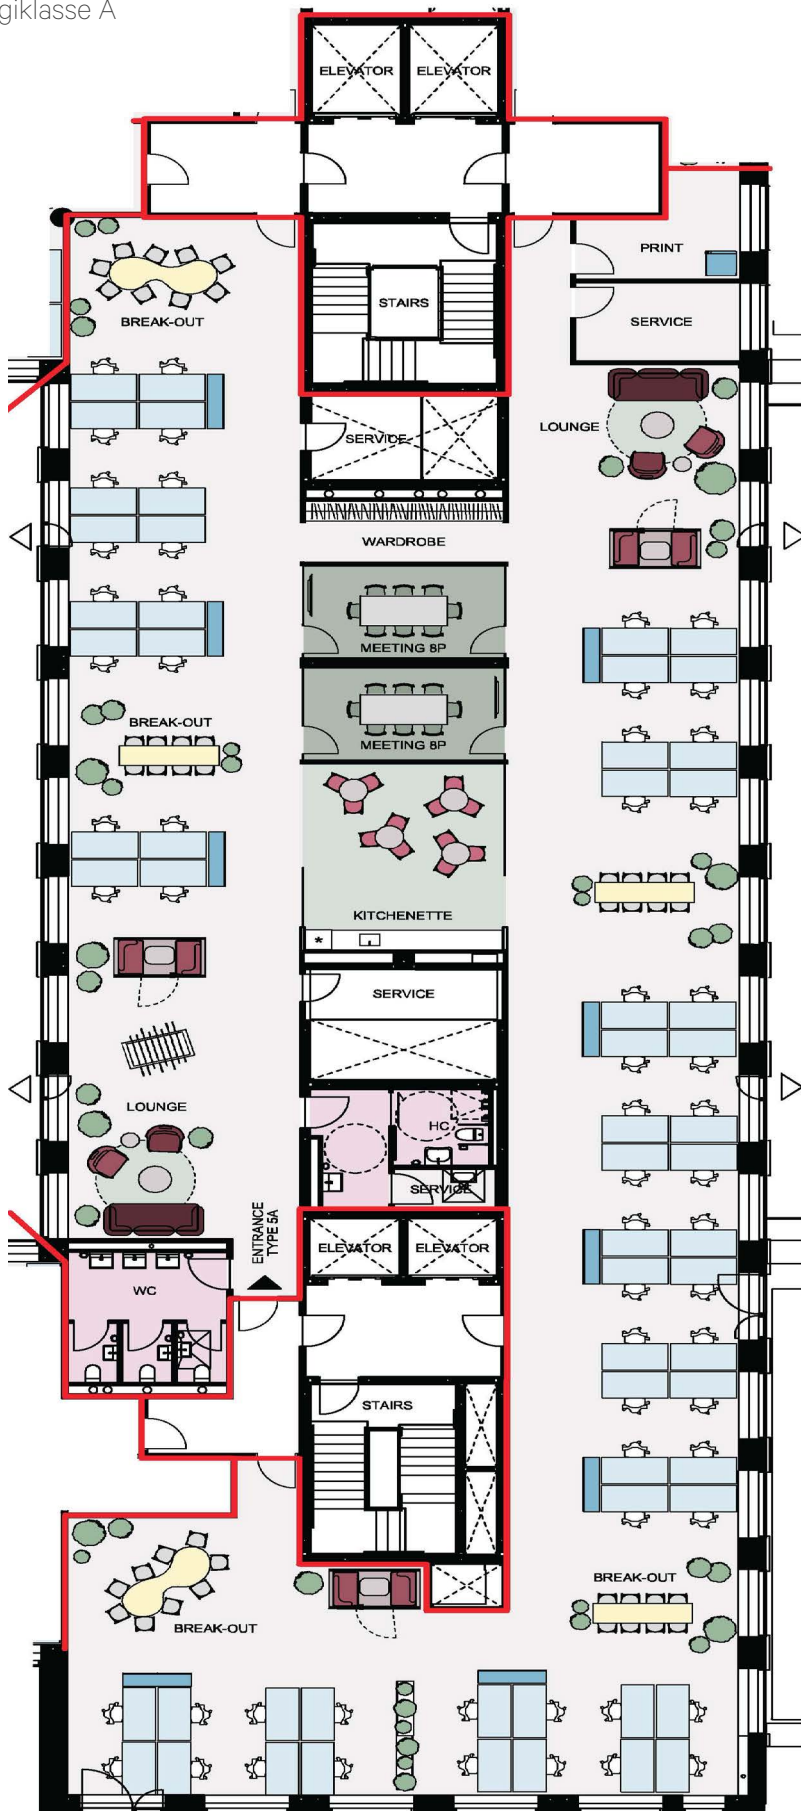 giklasse A
ELEVATOR
ELEVATOR
PRINT
STAIRS
SERVICE
BREAK-OUT
LOUNGE
SERVICE
WARDROBE
MEETING 8P
BREAK-OUT
MEETING 8P
KITCHENETTE
*
SERVICE
LOUNGE
HC
SERVICE
ENTRANCE
TYPE 5A
ELEVATOR
ELEVATOR
WC
STAIRS
BREAK-OUT
BREAK-OUT